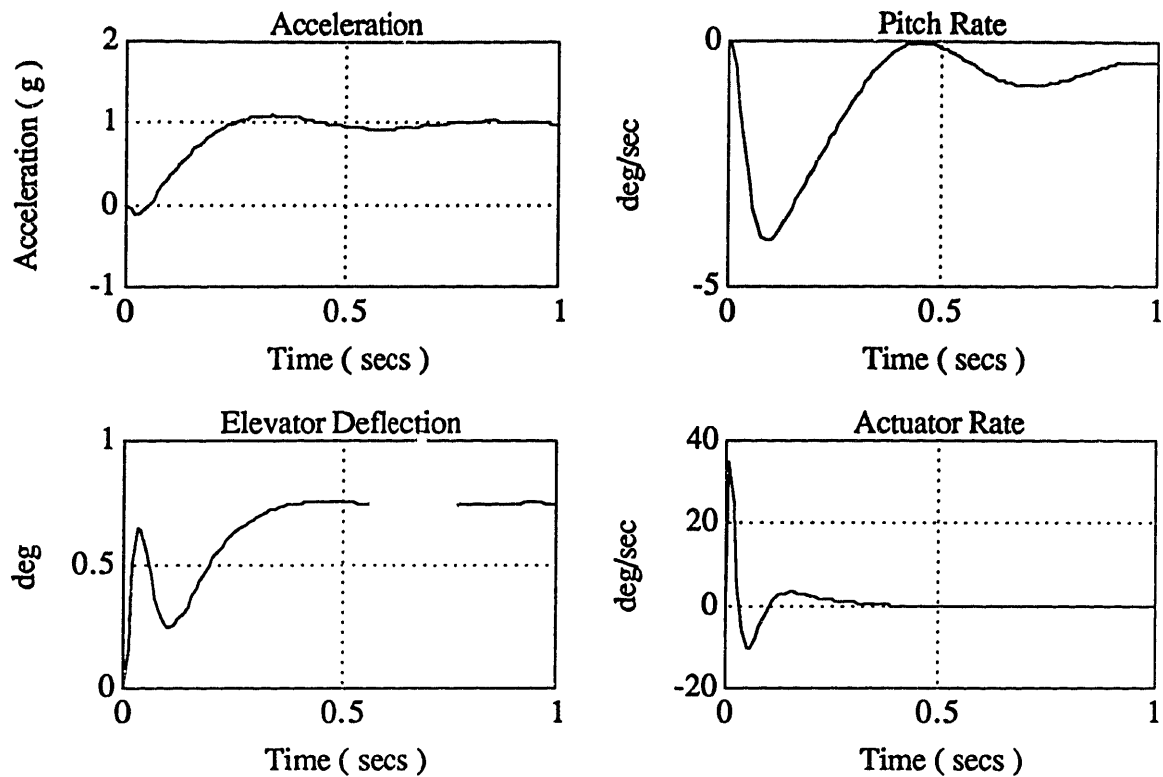 Acceleration
2
1
0
-1
Acceleration ( g )
0 0.5 1
Time ( secs )
Pitch Rate
0
-5
deg/sec
0 0.5 1
Time ( secs )
Elevator Deflection
1
0.5
0
deg
0 0.5 1
Time ( secs )
Actuator Rate
40
20
0
-20
deg/sec
0 0.5 1
Time ( secs )